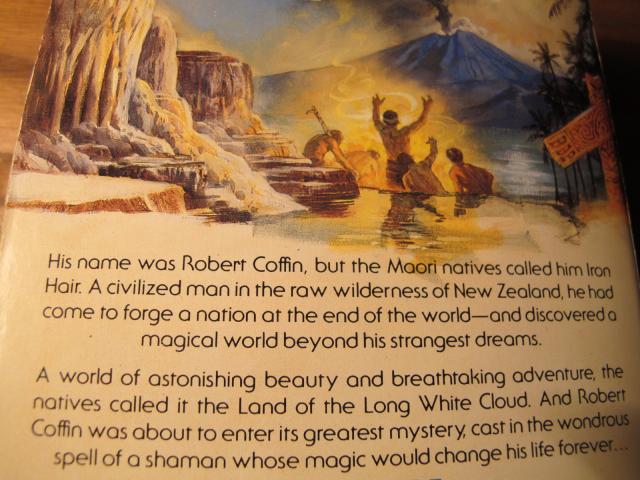 His name was Robert Coffin, but the Maori natives called him Iron
Hair. A civilized man in the raw wilderness of New Zealand, he had
come to forge a nation at the end of the world—and discovered a
magical world beyond his strangest dreams.
A world of astonishing beauty and breathtaking adventure, the
natives called it the Land of the Long White Cloud. And Robert
Coffin was about to enter its greatest mystery, cast in the wondrous
spell of a shaman whose magic would change his life forever...